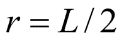 r = L/2